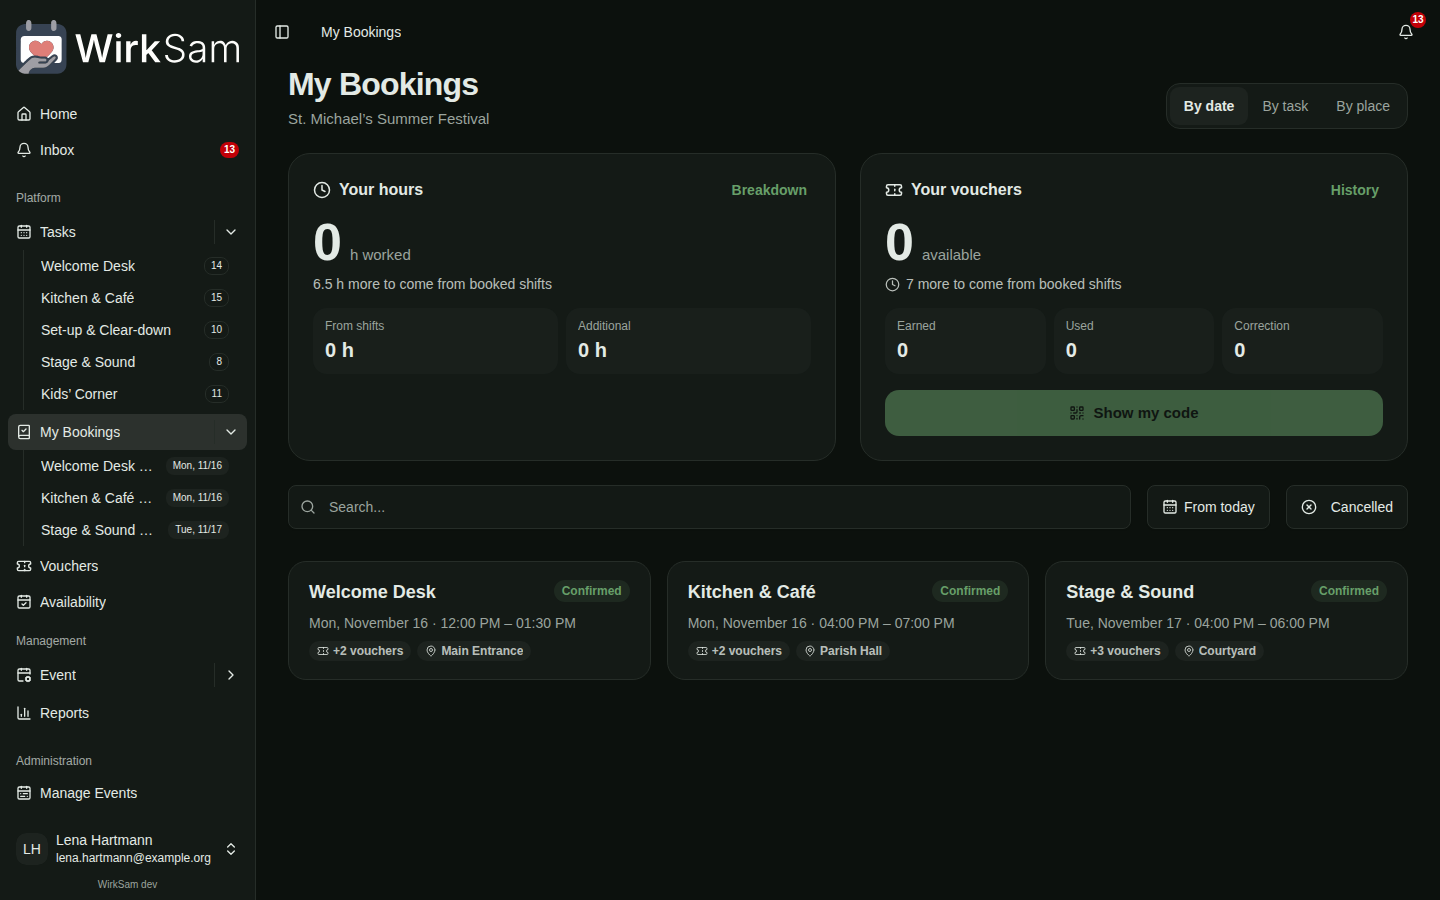 WirkSam
Home
Inbox 13
Platform
Tasks
Welcome Desk 14
Kitchen & Café 15
Set-up & Clear-down 10
Stage & Sound 8
Kids’ Corner 11
My Bookings
Welcome Desk ... Mon, 11/16
Kitchen & Café ... Mon, 11/16
Stage & Sound ... Tue, 11/17
Vouchers
Availability
Management
Event
Reports
Administration
Manage Events
LH
Lena Hartmann
lena.hartmann@example.org
WirkSam dev
My Bookings
13
My Bookings
St. Michael’s Summer Festival
By date By task By place
Your hours Breakdown
0 h worked
6.5 h more to come from booked shifts
From shifts Additional
0 h 0 h
Your vouchers History
0 available
7 more to come from booked shifts
Earned Used Correction
0 0 0
Show my code
Search...
From today
Cancelled
Welcome Desk Confirmed
Mon, November 16 · 12:00 PM – 01:30 PM
+2 vouchers Main Entrance
Kitchen & Café Confirmed
Mon, November 16 · 04:00 PM – 07:00 PM
+2 vouchers Parish Hall
Stage & Sound Confirmed
Tue, November 17 · 04:00 PM – 06:00 PM
+3 vouchers Courtyard